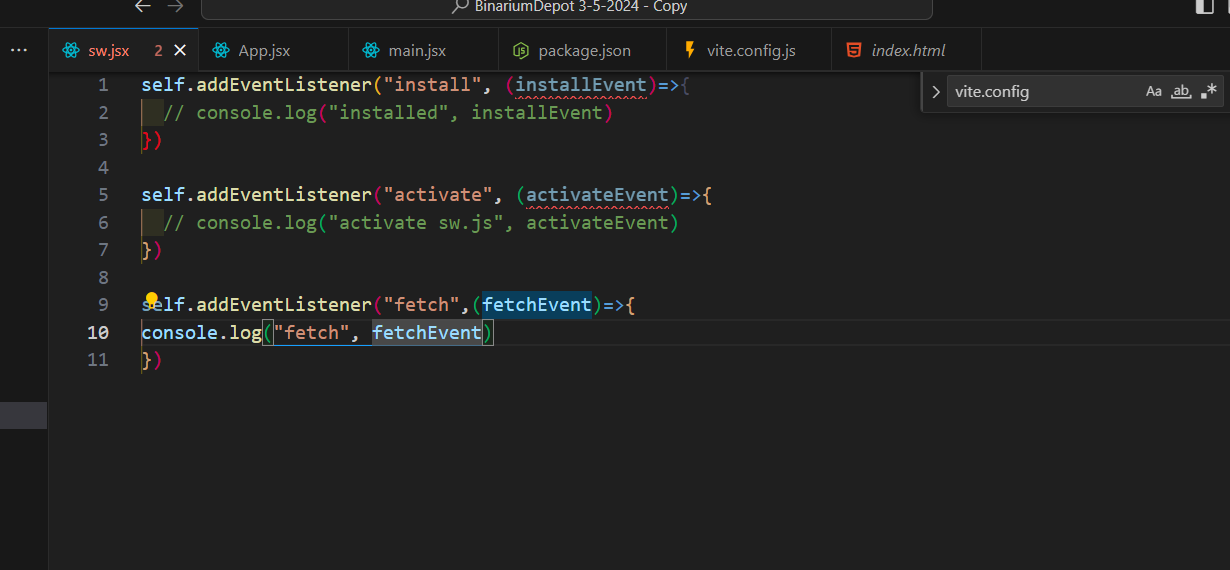 BinariumDepot 3-5-2024 - Copy
... sw.jsx 2 App.jsx main.jsx package.json vite.config.js index.html
vite.config Aa ab
1 self.addEventListener("install", (installEvent)=>{
2 // console.log("installed", installEvent)
3 })
4
5 self.addEventListener("activate", (activateEvent)=>{
6 // console.log("activate sw.js", activateEvent)
7 })
8
9 self.addEventListener("fetch",(fetchEvent)=>{
10 console.log("fetch", fetchEvent)
11 })